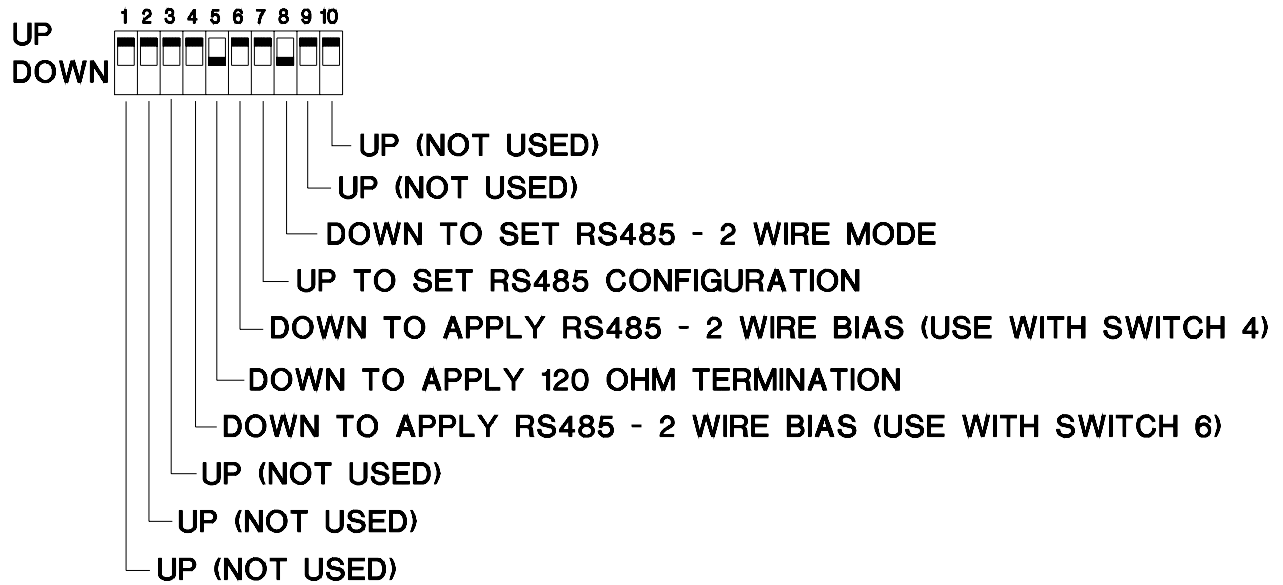 1 2 3 4 5 6 7 8 9 10
UP
DOWN
UP (NOT USED)
UP (NOT USED)
DOWN TO SET RS485 - 2 WIRE MODE
UP TO SET RS485 CONFIGURATION
DOWN TO APPLY RS485 - 2 WIRE BIAS (USE WITH SWITCH 4)
DOWN TO APPLY 120 OHM TERMINATION
DOWN TO APPLY RS485 - 2 WIRE BIAS (USE WITH SWITCH 6)
UP (NOT USED)
UP (NOT USED)
UP (NOT USED)